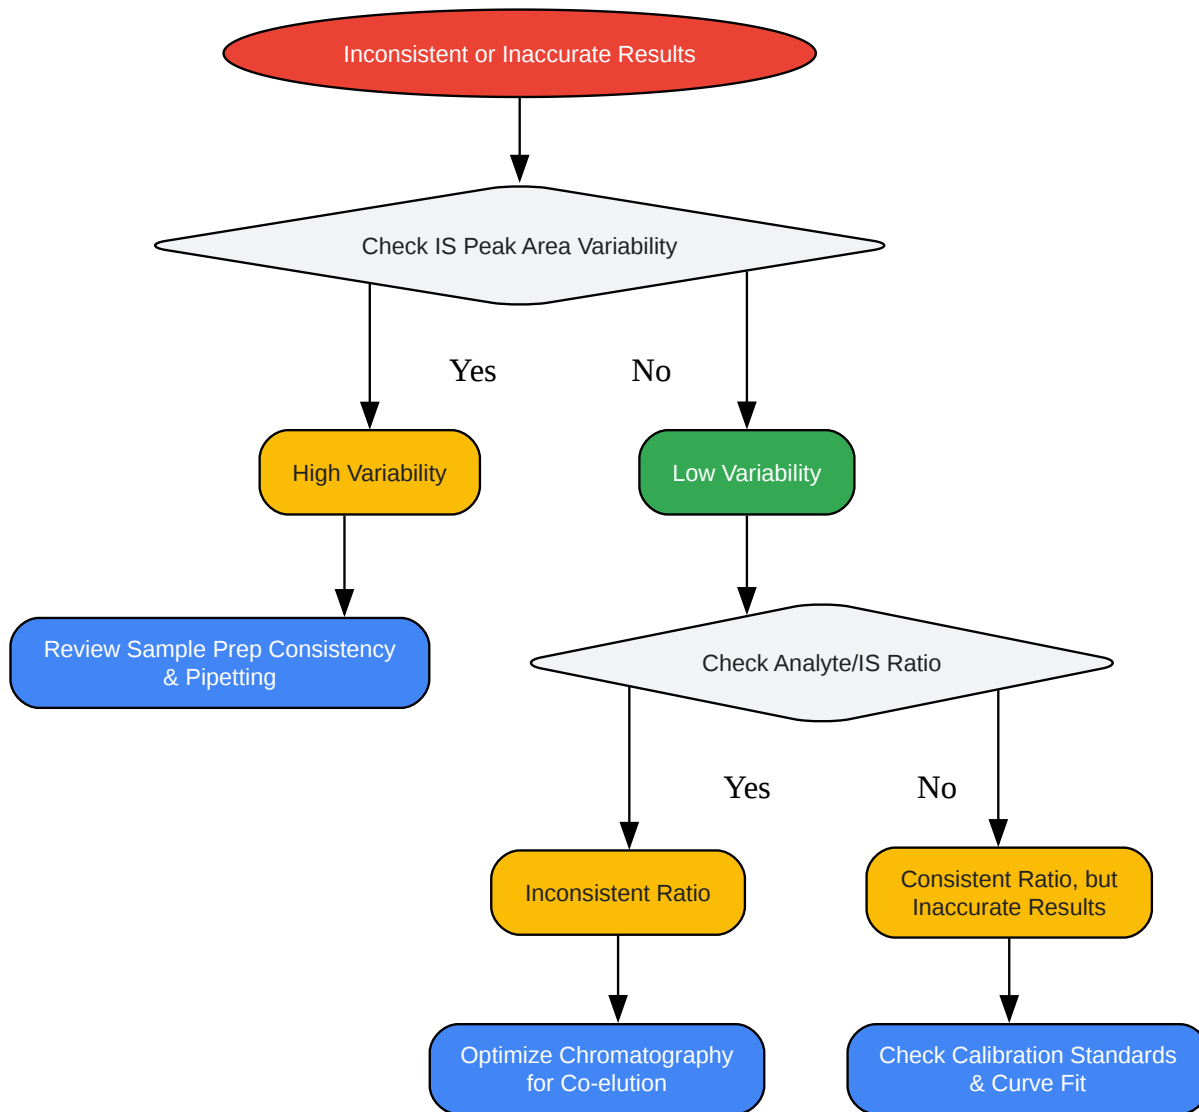 Inconsistent or Inaccurate Results
Check IS Peak Area Variability
Yes
No
High Variability
Low Variability
Review Sample Prep Consistency
& Pipetting
Check Analyte/IS Ratio
Yes
No
Inconsistent Ratio
Consistent Ratio, but
Inaccurate Results
Optimize Chromatography
for Co-elution
Check Calibration Standards
& Curve Fit